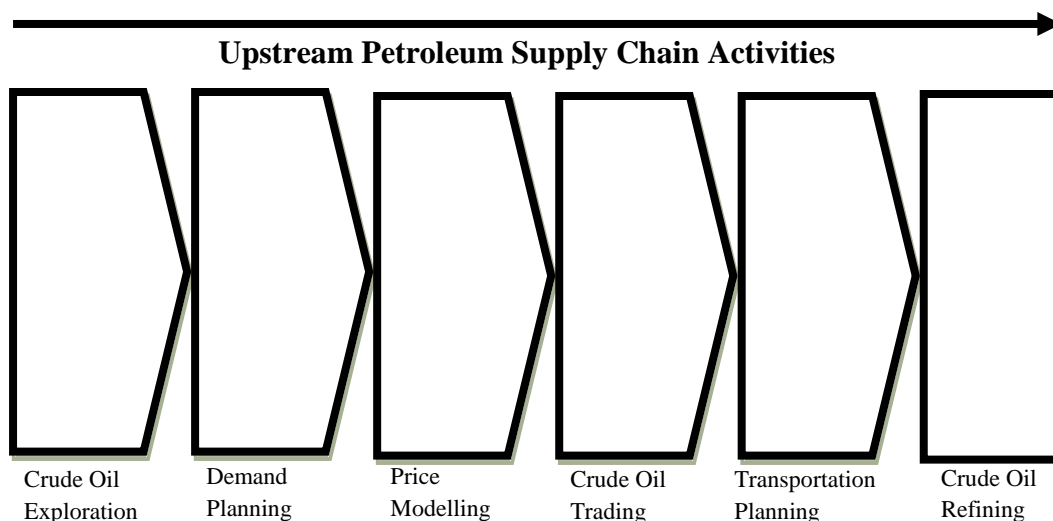 Upstream Petroleum Supply Chain Activities
Crude Oil
Exploration
Demand
Planning
Price
Modelling
Crude Oil
Trading
Transportation
Planning
Crude Oil
Refining